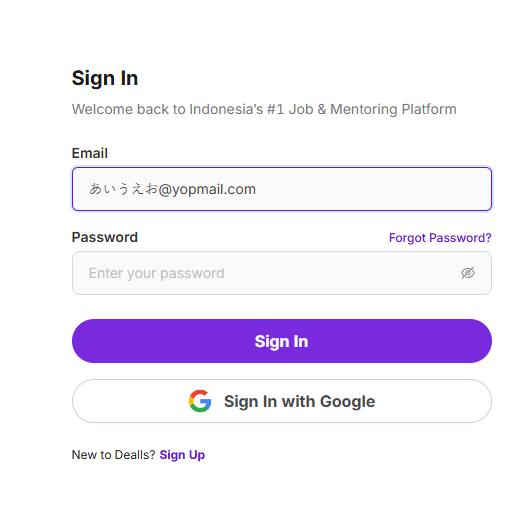 Sign In
Welcome back to Indonesia's #1 Job & Mentoring Platform
Email
あいうえお@yopmail.com
Password Forgot Password?
Enter your password
Sign In
Sign In with Google
New to Dealls? Sign Up